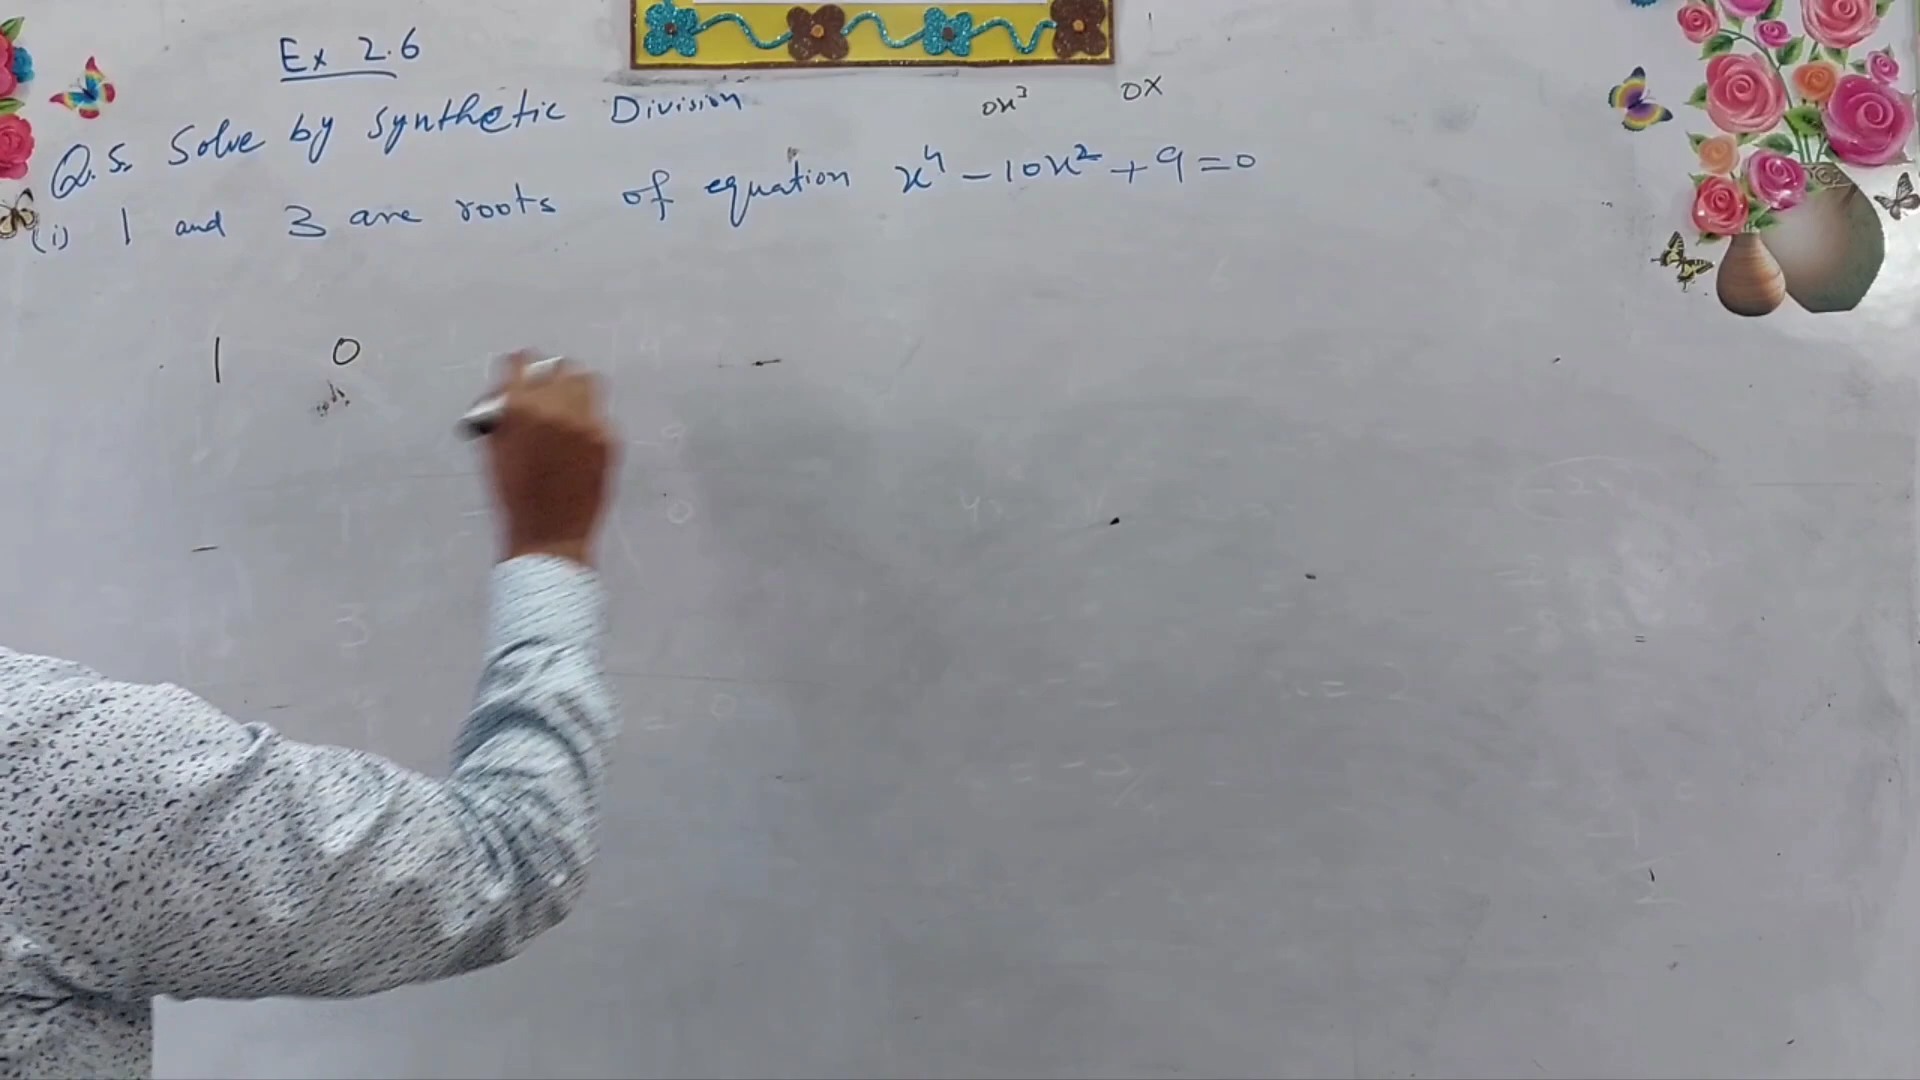 Ex 2.6
Q.5. Solve by Synthetic Division
0x³ 0x
(i) 1 and 3 are roots of equation x⁴ - 10x² + 9 = 0
1 0